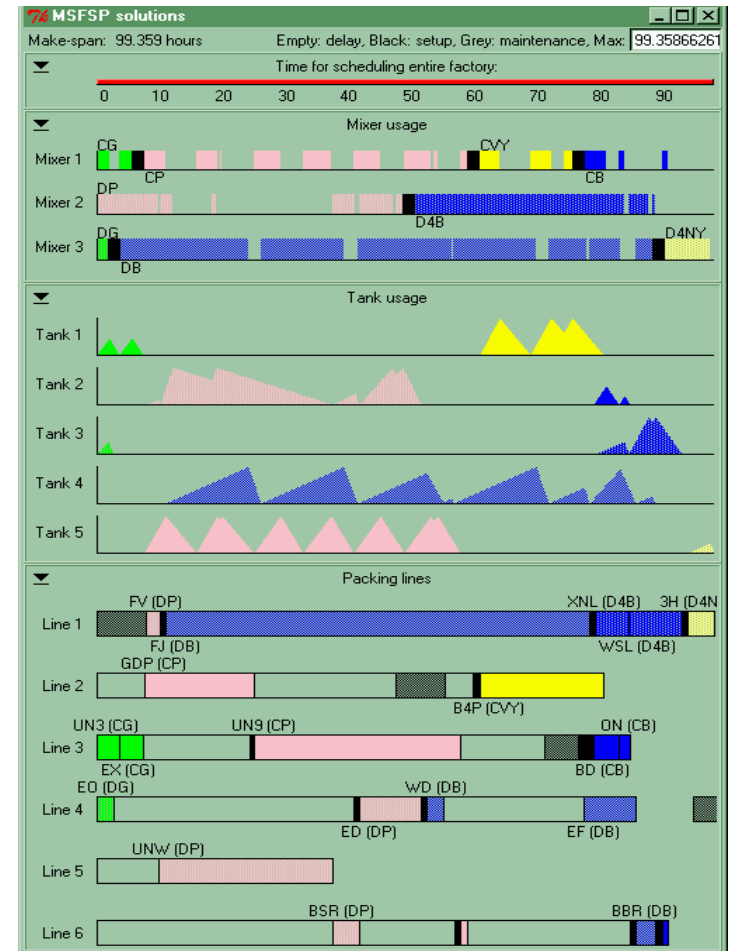 MSFSP solutions
Make-span: 99.359 hours Empty: delay, Black: setup, Grey: maintenance, Max: 99.35866261
Time for scheduling entire factory:
0 10 20 30 40 50 60 70 80 90
Mixer usage
CG CVY
Mixer 1
CP CB
DP
Mixer 2
D4B
DG D4NY
Mixer 3
DB
Tank usage
Tank 1
Tank 2
Tank 3
Tank 4
Tank 5
Packing lines
FV (DP) XNL (D4B) 3H (D4N
Line 1
FJ (DB) WSL (D4B)
GDP (CP)
Line 2
B4P (CVY)
UN3 (CG) UN9 (CP) ON (CB)
Line 3
EX (CG) BD (CB)
EO (DG) WD (DB)
Line 4
ED (DP) EF (DB)
UNW (DP)
Line 5
BSR (DP) BBR (DB)
Line 6